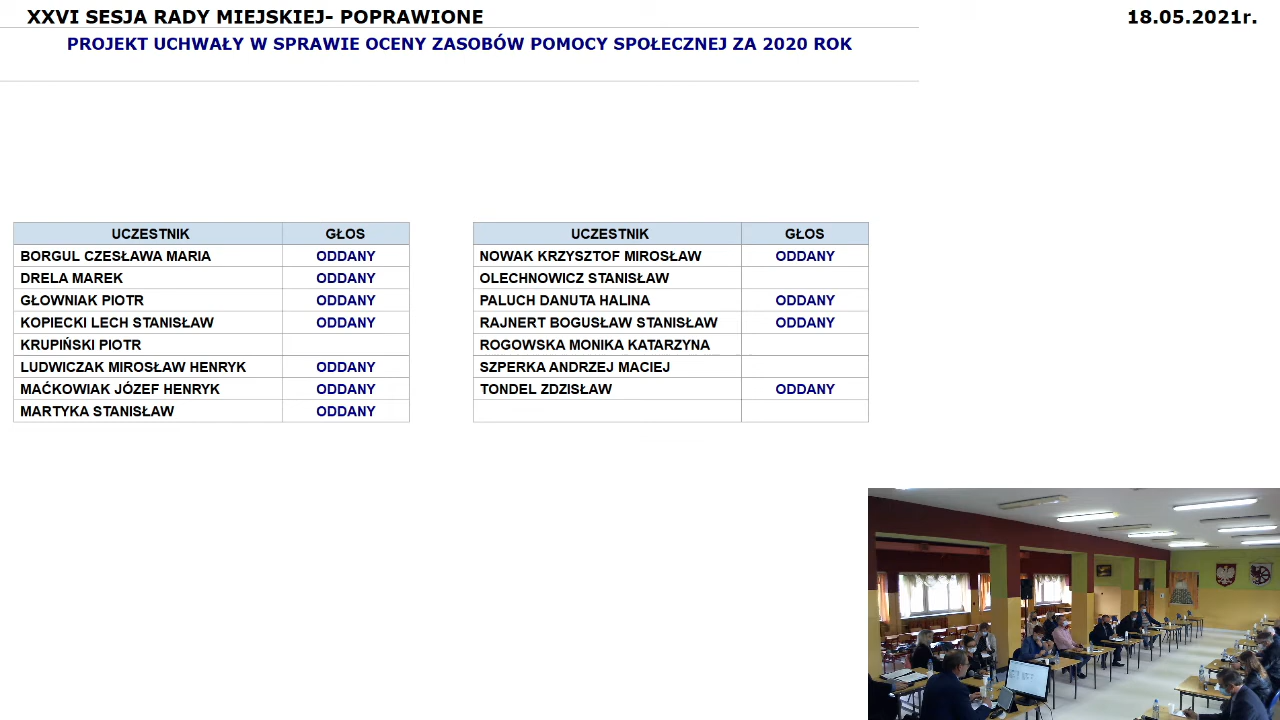 XXVI SESJA RADY MIEJSKIEJ- POPRAWIONE
18.05.2021r.
PROJEKT UCHWAŁY W SPRAWIE OCENY ZASOBÓW POMOCY SPOŁECZNEJ ZA 2020 ROK
UCZESTNIK GŁOS
BORGUL CZESŁAWA MARIA ODDANY
DRELA MAREK ODDANY
GŁOWNIAK PIOTR ODDANY
KOPIECKI LECH STANISŁAW ODDANY
KRUPIŃSKI PIOTR
LUDWICZAK MIROSŁAW HENRYK ODDANY
MAĆKOWIAK JÓZEF HENRYK ODDANY
MARTYKA STANISŁAW ODDANY
UCZESTNIK GŁOS
NOWAK KRZYSZTOF MIROSŁAW ODDANY
OLECHNOWICZ STANISŁAW
PALUCH DANUTA HALINA ODDANY
RAJNERT BOGUSŁAW STANISŁAW ODDANY
ROGOWSKA MONIKA KATARZYNA
SZPERKA ANDRZEJ MACIEJ
TONDEL ZDZISŁAW ODDANY